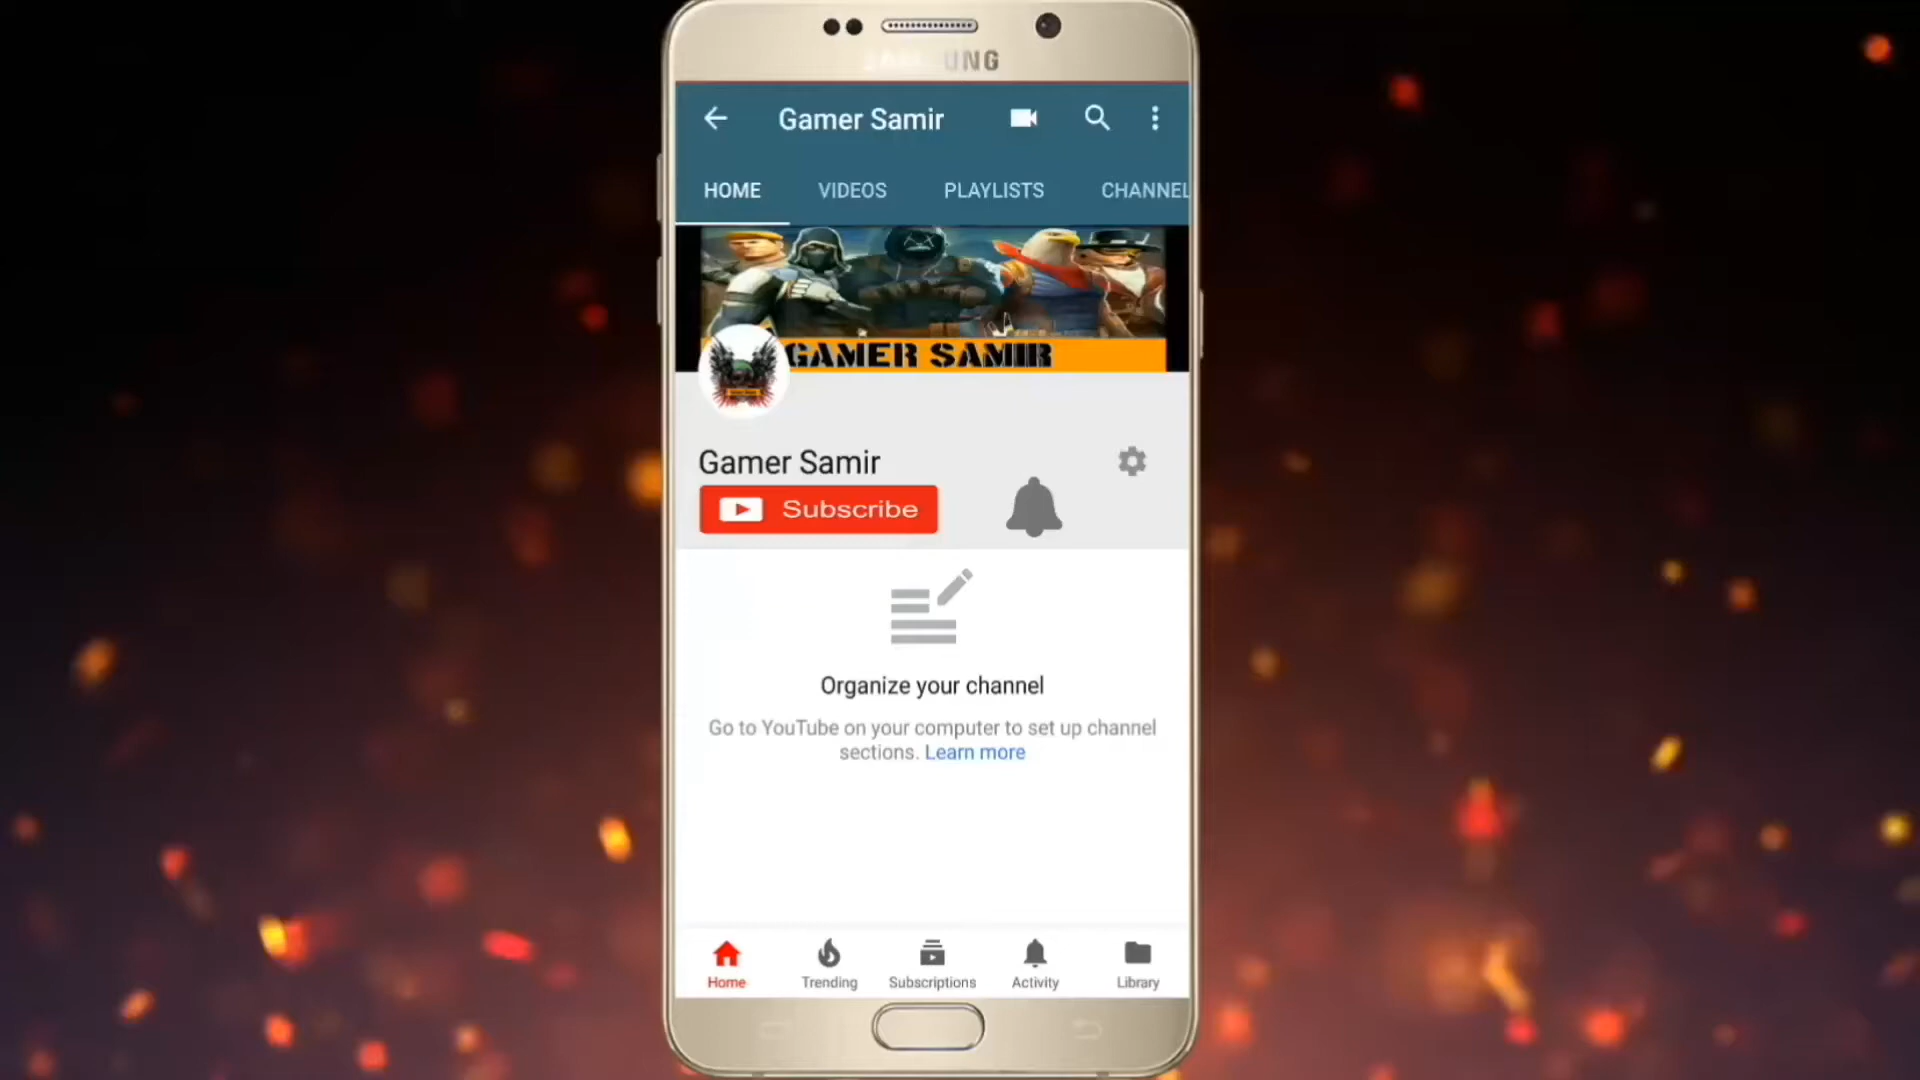 SAMSUNG
Gamer Samir
HOME VIDEOS PLAYLISTS CHANNEL
GAMER SAMIR
Gamer Samir
Subscribe
Organize your channel
Go to YouTube on your computer to set up channel
sections. Learn more
Home Trending Subscriptions Activity Library